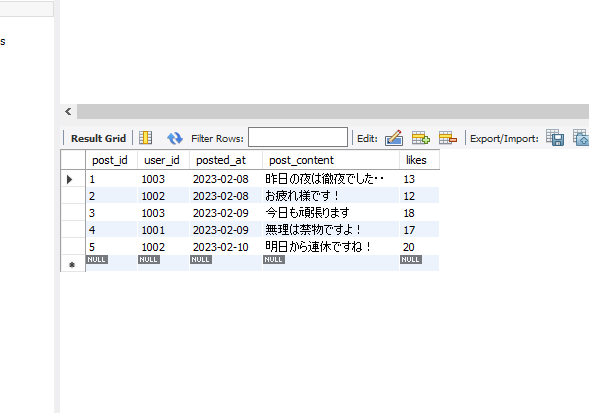 s
Result Grid Filter Rows: Edit: Export/Import:
post_id user_id posted_at post_content likes
1 1003 2023-02-08 昨日の夜は徹夜でした・・ 13
2 1002 2023-02-08 お疲れ様です！ 12
3 1003 2023-02-09 今日も頑張ります 18
4 1001 2023-02-09 無理は禁物ですよ！ 17
5 1002 2023-02-10 明日から連休ですね！ 20
NULL NULL NULL NULL NULL